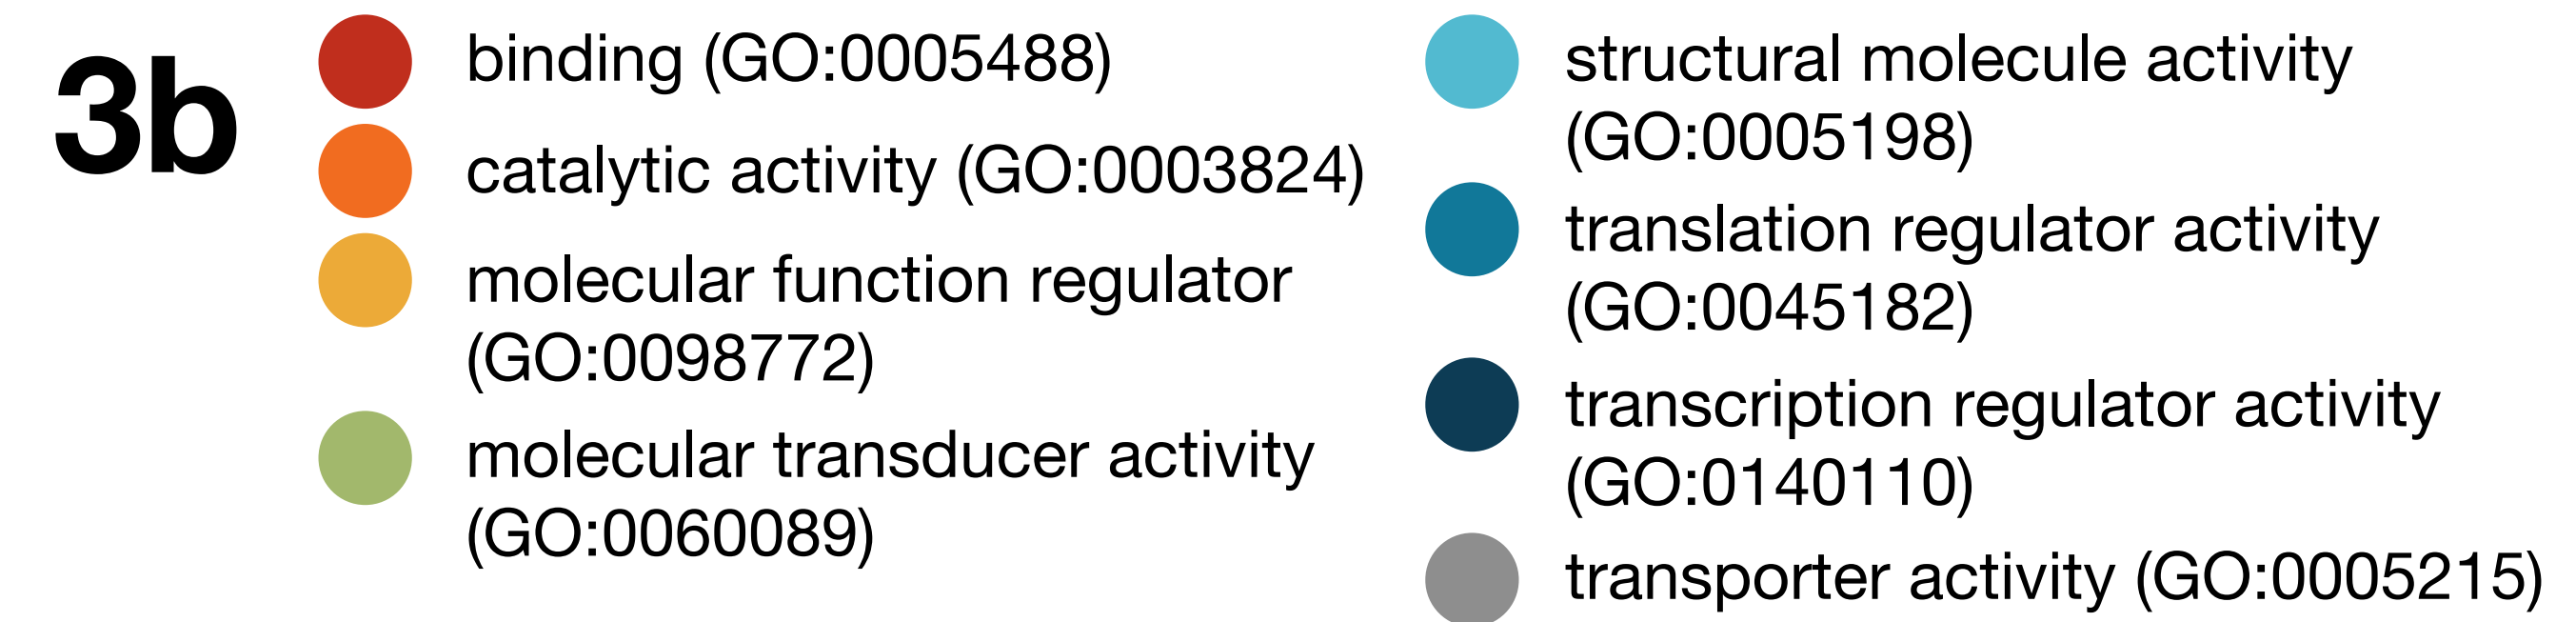 3b
binding (GO:0005488)
catalytic activity (GO:0003824)
molecular function regulator
(GO:0098772)
molecular transducer activity
(GO:0060089)
structural molecule activity
(GO:0005198)
translation regulator activity
(GO:0045182)
transcription regulator activity
(GO:0140110)
transporter activity (GO:0005215)